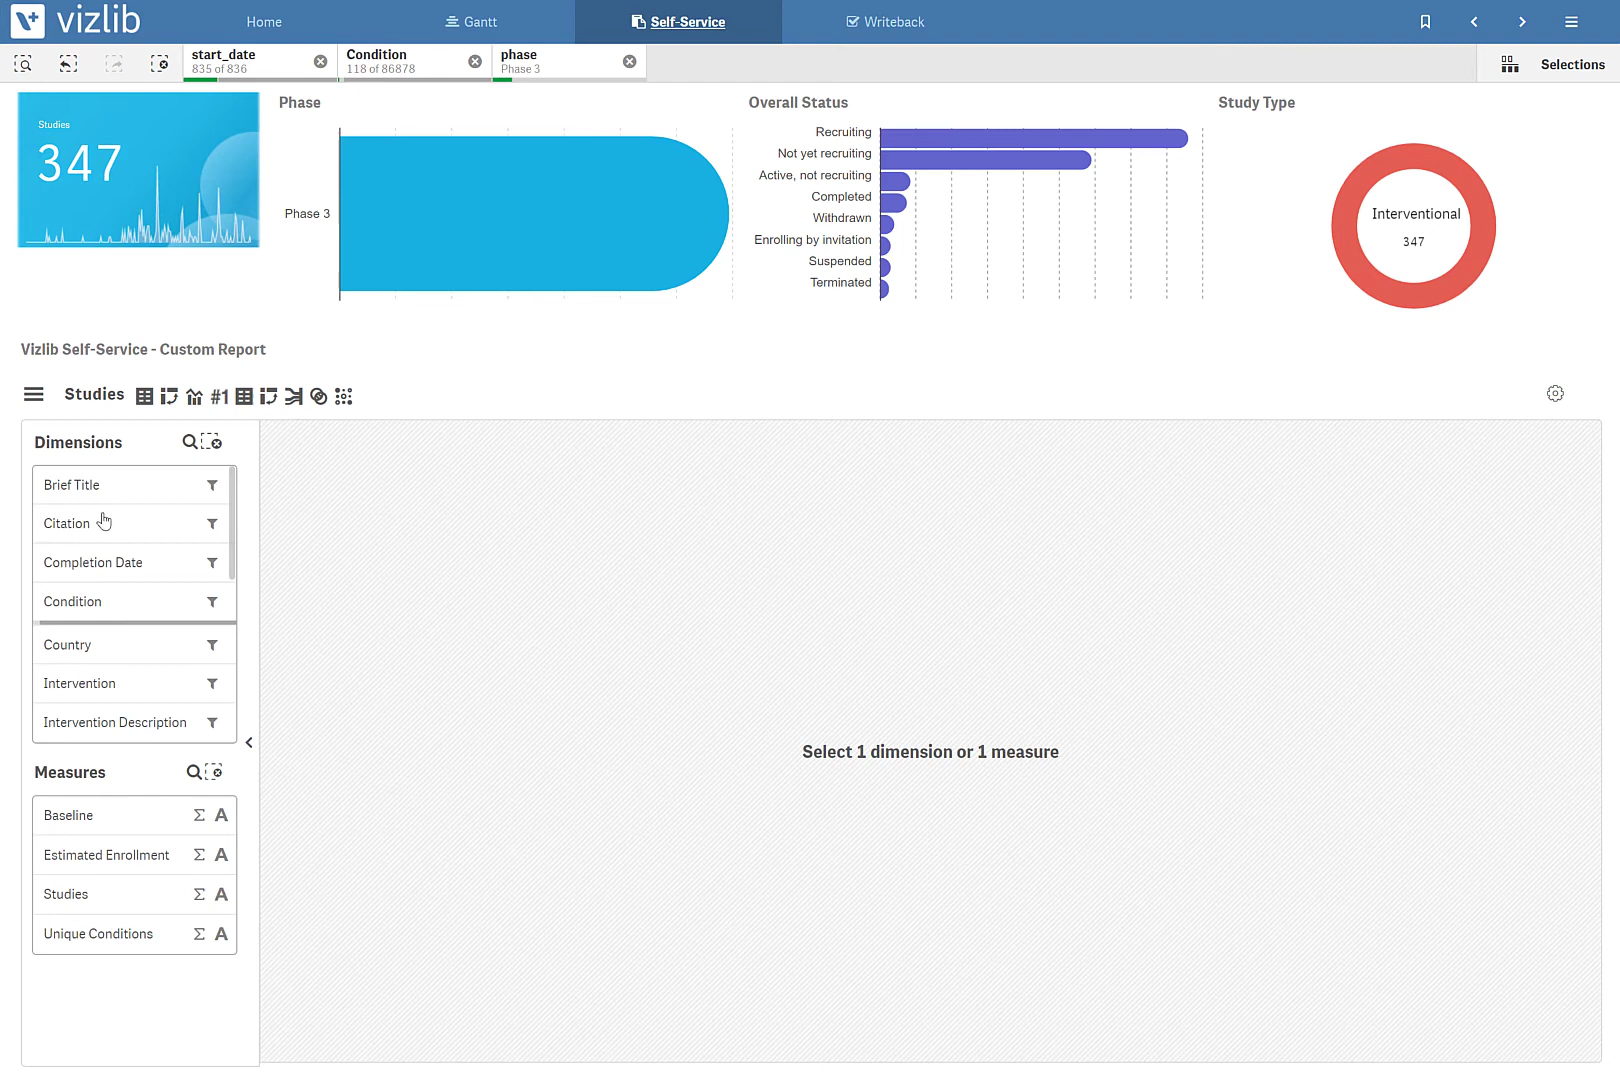 vizlib
Home
Gantt
Self-Service
Writeback
start_date
835 of 836
Condition
118 of 86878
phase
Phase 3
Selections
Studies
347
Phase
Phase 3
Overall Status
Recruiting
Not yet recruiting
Active, not recruiting
Completed
Withdrawn
Enrolling by invitation
Suspended
Terminated
Study Type
Interventional
347
Vizlib Self-Service - Custom Report
Studies
#1
Dimensions
Brief Title
Citation
Completion Date
Condition
Country
Intervention
Intervention Description
Measures
Baseline Σ A
Estimated Enrollment Σ A
Studies Σ A
Unique Conditions Σ A
Select 1 dimension or 1 measure